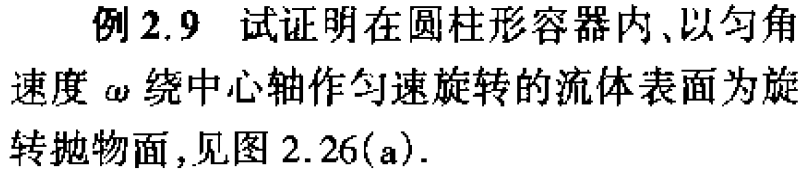 例2.9 试证明在圆柱形容器内、以匀角
速度 ω 绕中心轴作匀速旋转的流体表面为旋
转抛物面,见图 2.26(a).